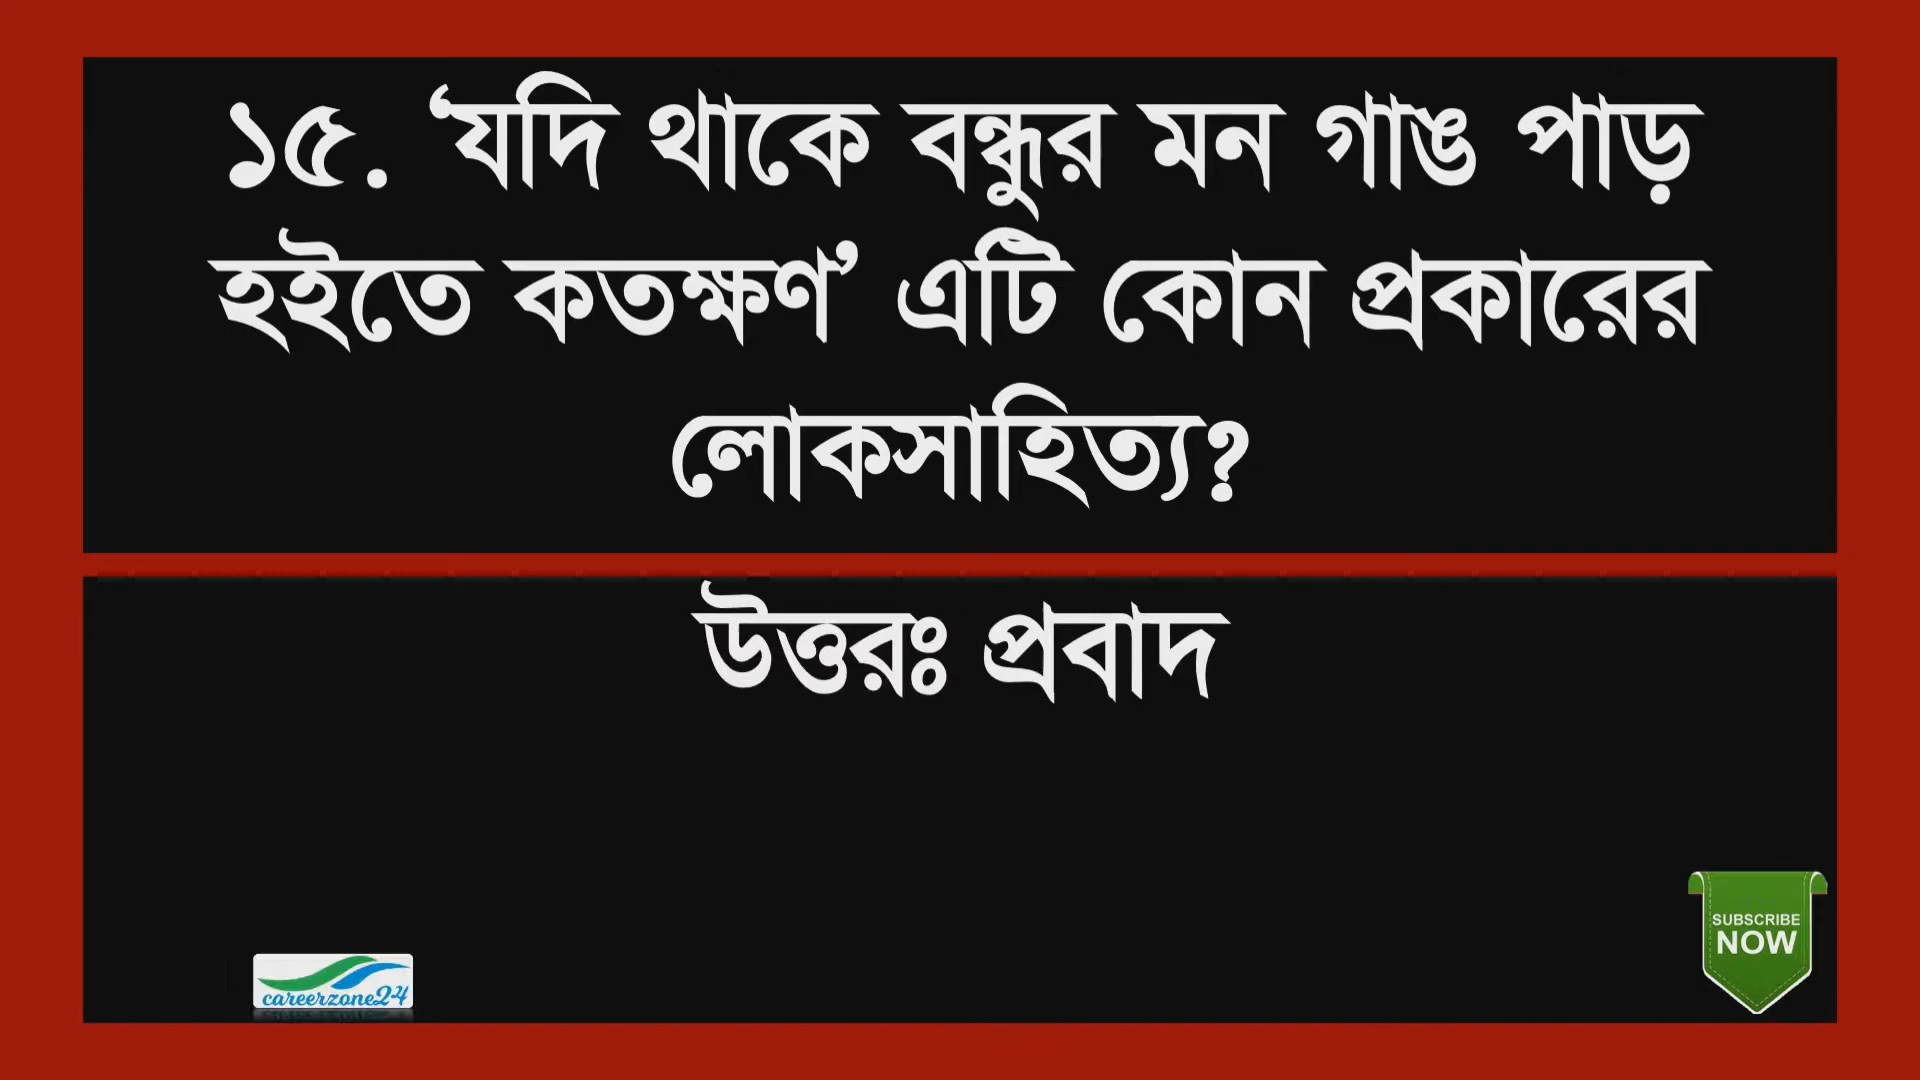 ১৫. ‘যদি থাকে বন্ধুর মন গাঙ পাড়
হইতে কতক্ষণ’ এটি কোন প্রকারের
লোকসাহিত্য?
উত্তরঃ প্রবাদ
SUBSCRIBE
NOW
careerzone24